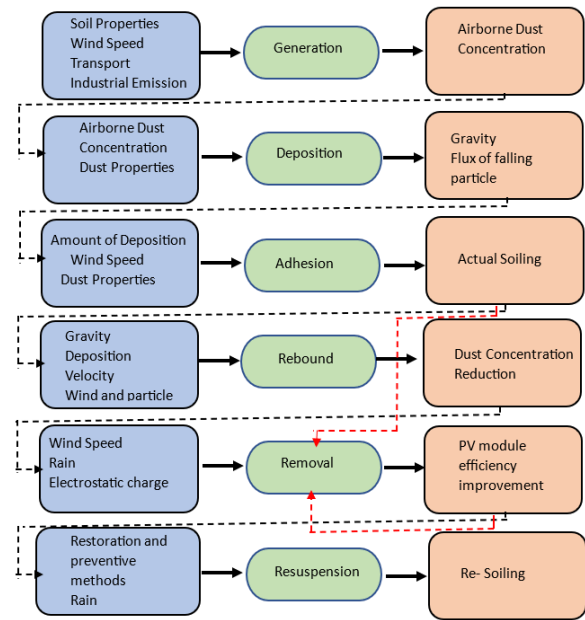 Soil Properties
Wind Speed
Transport
Industrial Emission
Generation
Airborne Dust
Concentration
Airborne Dust
Concentration
Dust Properties
Deposition
Gravity
Flux of falling
particle
Amount of Deposition
Wind Speed
Dust Properties
Adhesion
Actual Soiling
Gravity
Deposition
Velocity
Wind and particle
Rebound
Dust Concentration
Reduction
Wind Speed
Rain
Electrostatic charge
Removal
PV module
efficiency
improvement
Restoration and
preventive
methods
Rain
Resuspension
Re- Soiling